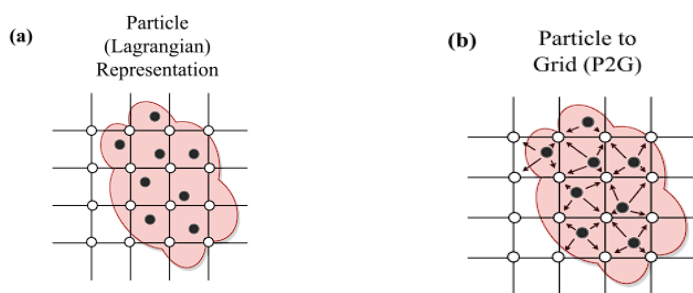 (a)
Particle
(Lagrangian)
Representation
(b)
Particle to
Grid (P2G)